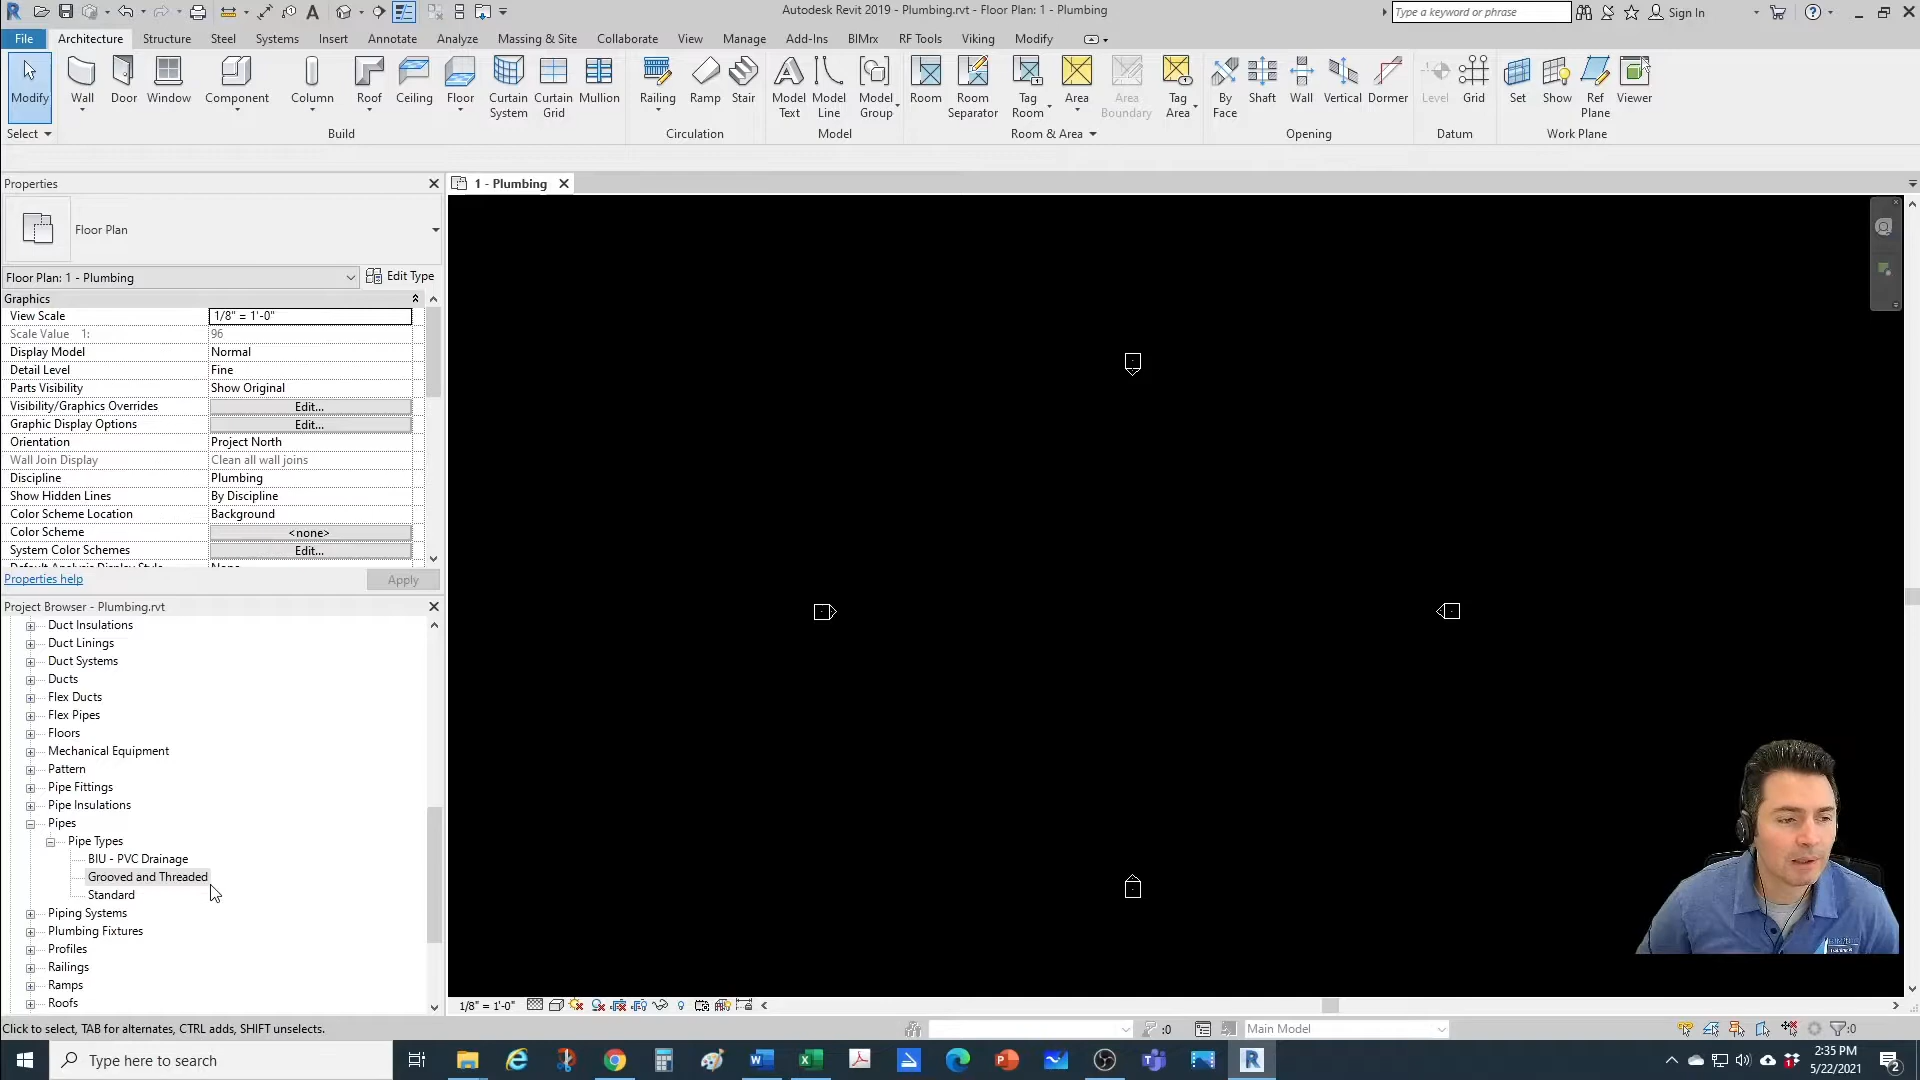 Autodesk Revit 2019 - Plumbing.rvt - Floor Plan: 1 - Plumbing
Type a keyword or phrase
Sign In
File Architecture Structure Steel Systems Insert Annotate Analyze Massing & Site Collaborate View Manage Add-Ins BIMrx RF Tools Viking Modify
Modify Wall Door Window Component Column Roof Ceiling Floor Curtain System Curtain Grid Mullion Railing Ramp Stair Model Text Model Line Model Group Room Room Separator Tag Room Area Area Boundary Tag Area By Face Shaft Wall Vertical Dormer Level Grid Set Show Ref Plane Viewer
Select Build Circulation Model Room & Area Opening Datum Work Plane
Properties
1 - Plumbing
Floor Plan
Floor Plan: 1 - Plumbing Edit Type
Graphics
View Scale 1/8" = 1'-0"
Scale Value 1: 96
Display Model Normal
Detail Level Fine
Parts Visibility Show Original
Visibility/Graphics Overrides Edit...
Graphic Display Options Edit...
Orientation Project North
Wall Join Display Clean all wall joins
Discipline Plumbing
Show Hidden Lines By Discipline
Color Scheme Location Background
Color Scheme <none>
System Color Schemes Edit...
Default Analysis Display Style None
Properties help Apply
Project Browser - Plumbing.rvt
Duct Insulations
Duct Linings
Duct Systems
Ducts
Flex Ducts
Flex Pipes
Floors
Mechanical Equipment
Pattern
Pipe Fittings
Pipe Insulations
Pipes
Pipe Types
BIU - PVC Drainage
Grooved and Threaded
Standard
Piping Systems
Plumbing Fixtures
Profiles
Railings
Ramps
Roofs
1/8" = 1'-0"
Click to select, TAB for alternates, CTRL adds, SHIFT unselects.
:0
Main Model
:0
Type here to search
2:35 PM
5/22/2021
2